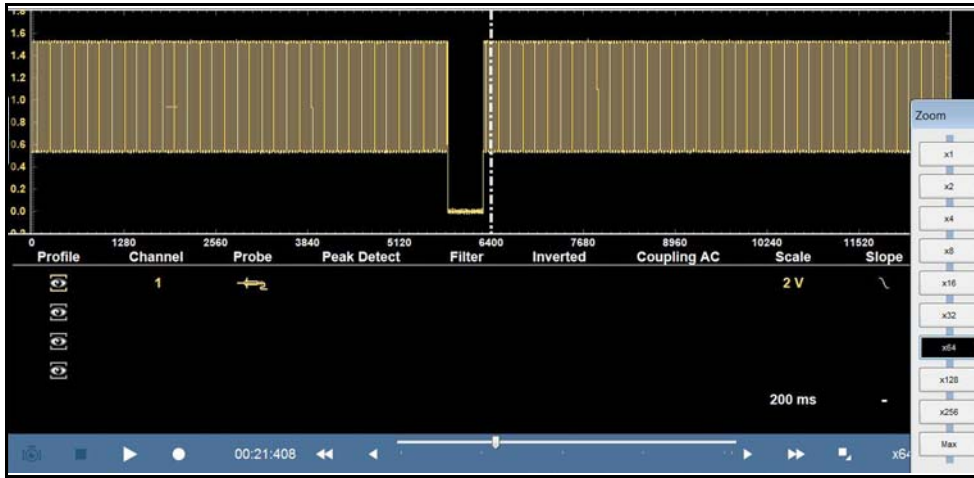 1.8
1.6
1.4
1.2
1.0
0.8
0.6
0.4
0.2
0.0
0 1280 2560 3840 5120 6400 7680 8960 10240 11520
Profile Channel Probe Peak Detect Filter Inverted Coupling AC Scale Slope
1 2 V
200 ms -
00:21:408 x64
Zoom
x1
x2
x4
x8
x16
x32
x64
x128
x256
Max